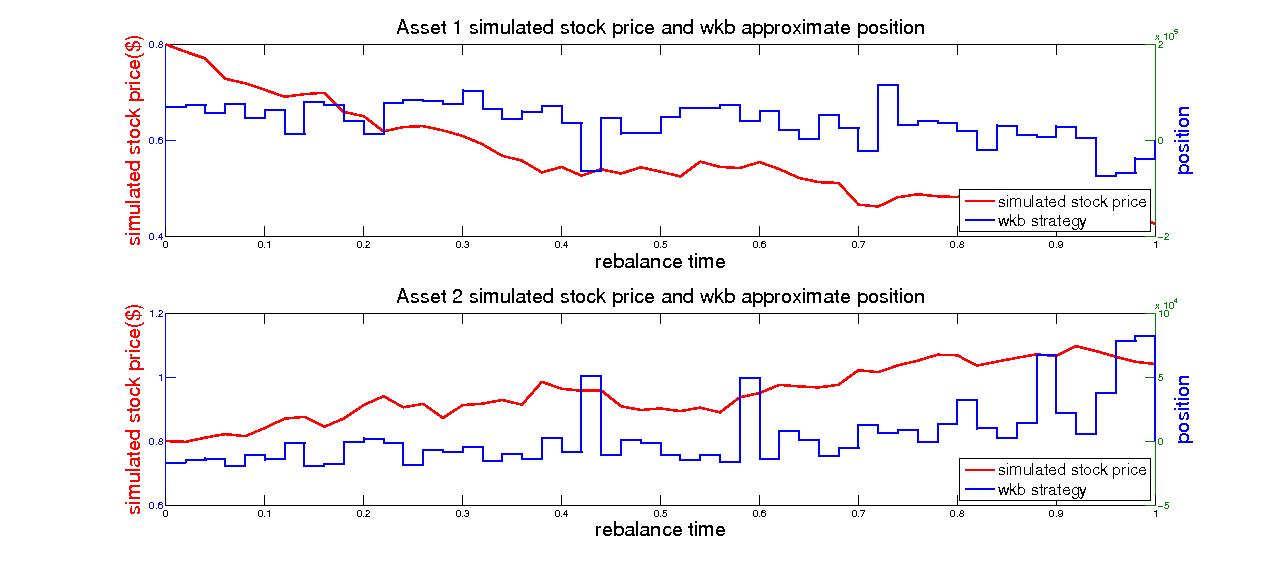 Asset 1 simulated stock price and wkb approximate position
x 10^5
simulated stock price($)
0.8
0.6
0.4
2
0
-2
position
simulated stock price
wkb strategy
0 0.1 0.2 0.3 0.4 0.5 0.6 0.7 0.8 0.9 1
rebalance time
Asset 2 simulated stock price and wkb approximate position
x 10^4
simulated stock price($)
1.2
1
0.8
0.6
10
5
0
-5
position
simulated stock price
wkb strategy
0 0.1 0.2 0.3 0.4 0.5 0.6 0.7 0.8 0.9 1
rebalance time